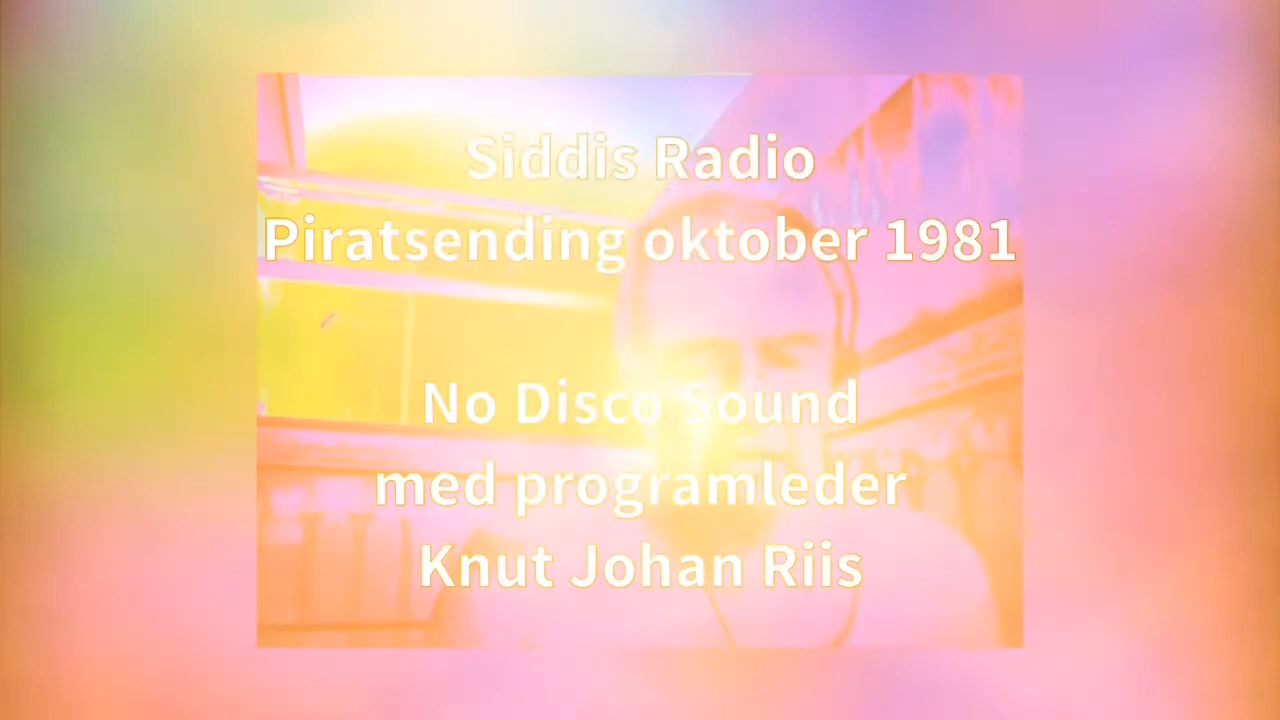 Siddis Radio
Piratsending oktober 1981
No Disco Sound
med programleder
Knut Johan Riis